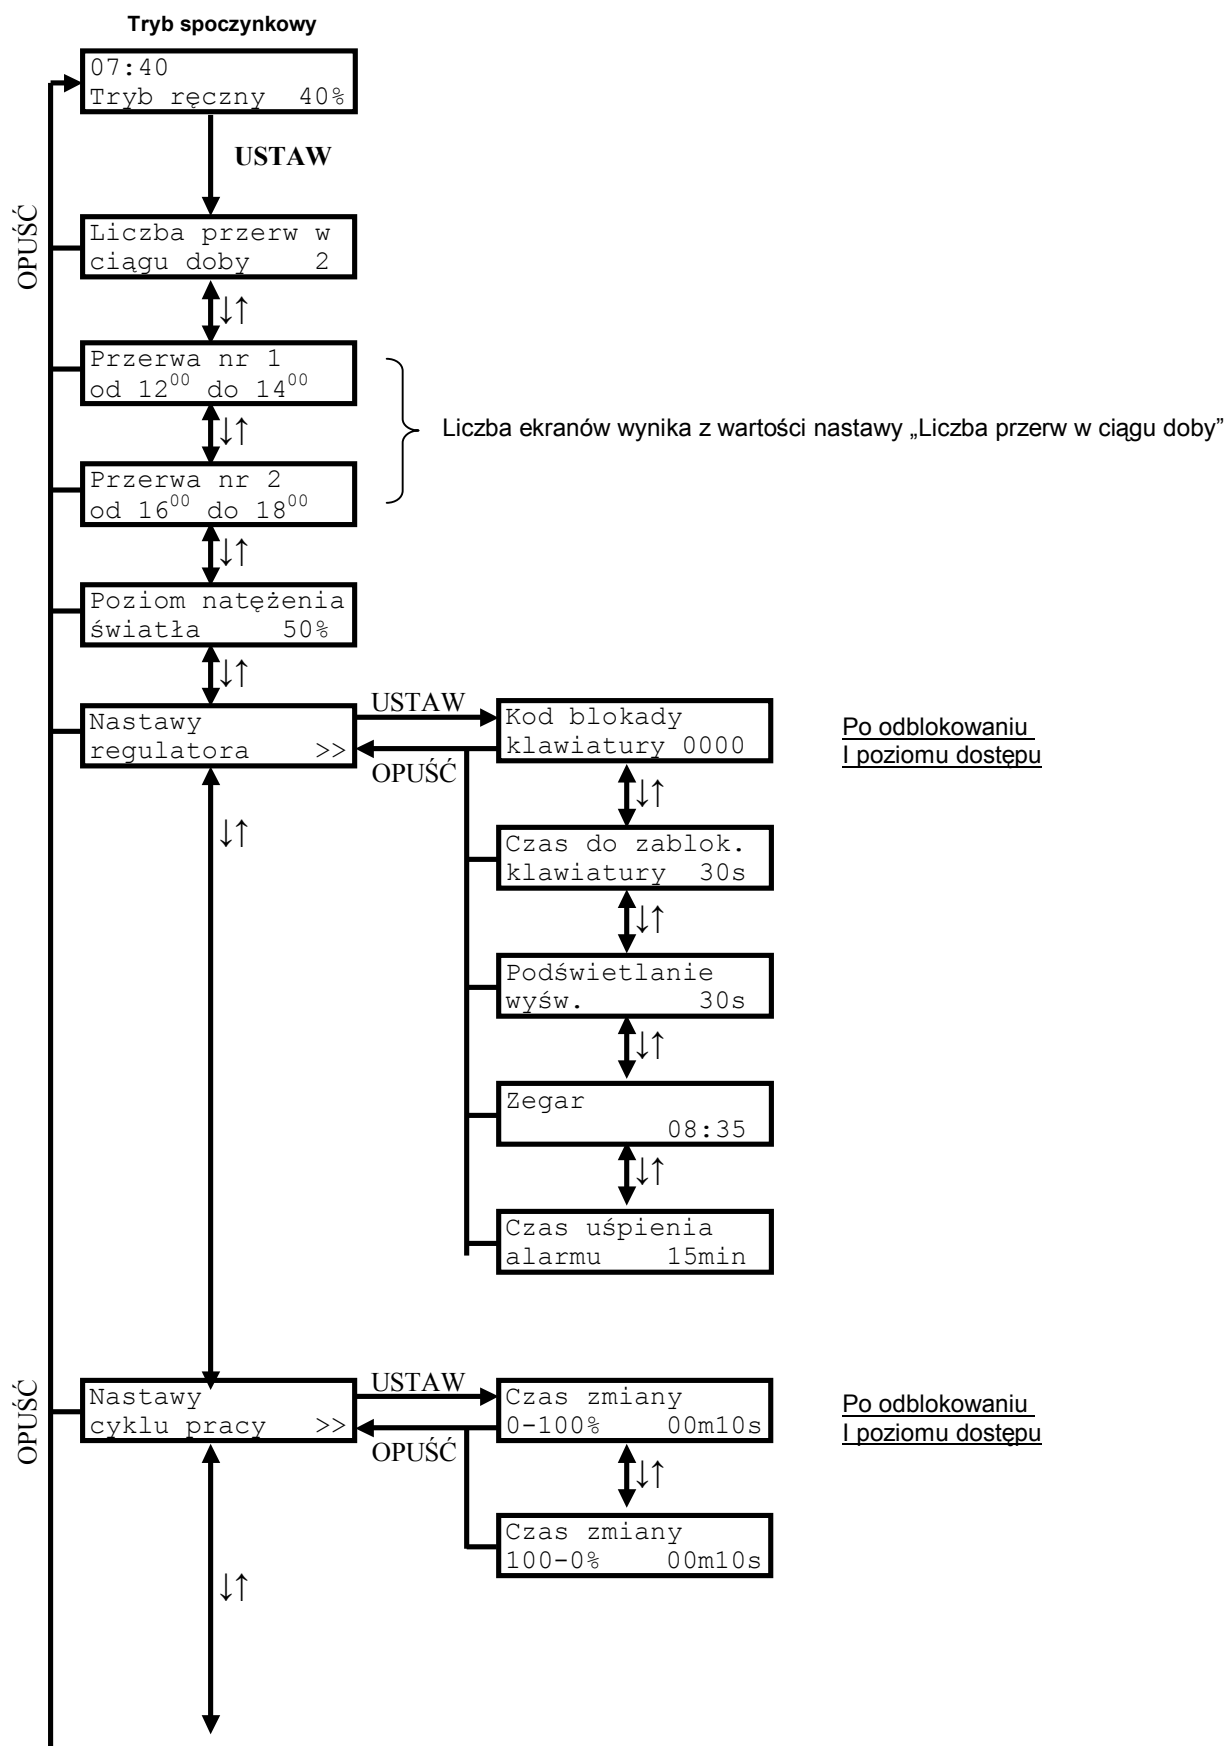 Tryb spoczynkowy
07:40
Tryb ręczny 40%
USTAW
OPUŚĆ
Liczba przerw w
ciągu doby 2
↓↑
Przerwa nr 1
od 12⁰⁰ do 14⁰⁰
↓↑
Liczba ekranów wynika z wartości nastawy „Liczba przerw w ciągu doby”
Przerwa nr 2
od 16⁰⁰ do 18⁰⁰
↓↑
Poziom natężenia
światła 50%
↓↑
Nastawy
regulatora >>
USTAW
OPUŚĆ
Kod blokady
klawiatury 0000
Po odblokowaniu
I poziomu dostępu
↓↑
↓↑
Czas do zablok.
klawiatury 30s
↓↑
Podświetlanie
wyśw. 30s
↓↑
Zegar
08:35
↓↑
Czas uśpienia
alarmu 15min
OPUŚĆ
Nastawy
cyklu pracy >>
USTAW
OPUŚĆ
Czas zmiany
0-100% 00m10s
Po odblokowaniu
I poziomu dostępu
↓↑
Czas zmiany
100-0% 00m10s
↓↑